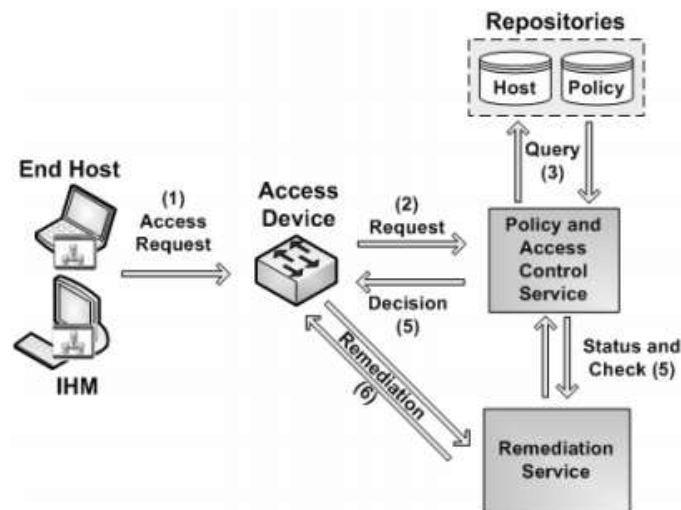 Repositories
Host
Policy
Query
(3)
End Host
(1)
Access
Request
IHM
Access
Device
(2)
Request
Decision
(5)
Policy and
Access
Control
Service
Status and
Check (5)
Remediation
(6)
Remediation
Service